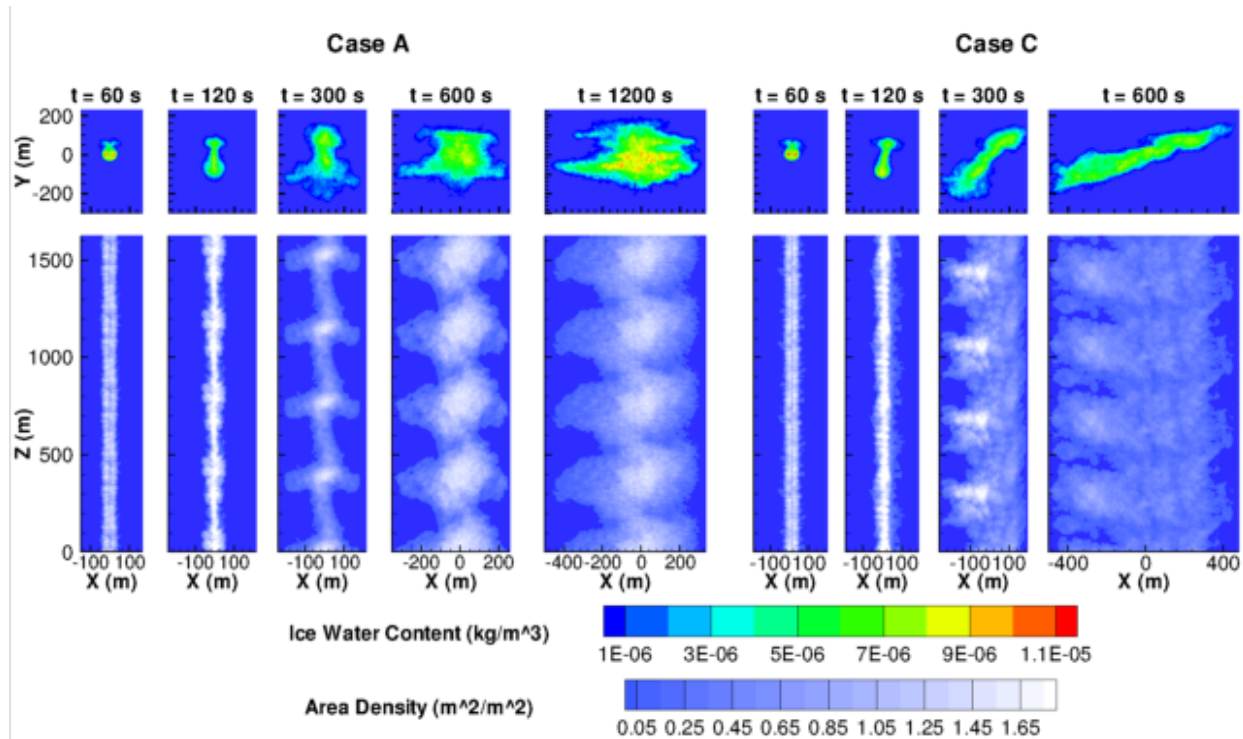 Case A Case C
t = 60 s t = 120 s t = 300 s t = 600 s t = 1200 s t = 60 s t = 120 s t = 300 s t = 600 s
200
0
-200
Y (m)
1500
1000
500
0
Z (m)
-100 100 -100 100 -100 100 -200 0 200 -400 -200 0 200 -100 100 -100 100 -100 100 -400 0 400
X (m) X (m) X (m) X (m) X (m) X (m) X (m) X (m) X (m)
Ice Water Content (kg/m^3)
1E-06 3E-06 5E-06 7E-06 9E-06 1.1E-05
Area Density (m^2/m^2)
0.05 0.25 0.45 0.65 0.85 1.05 1.25 1.45 1.65